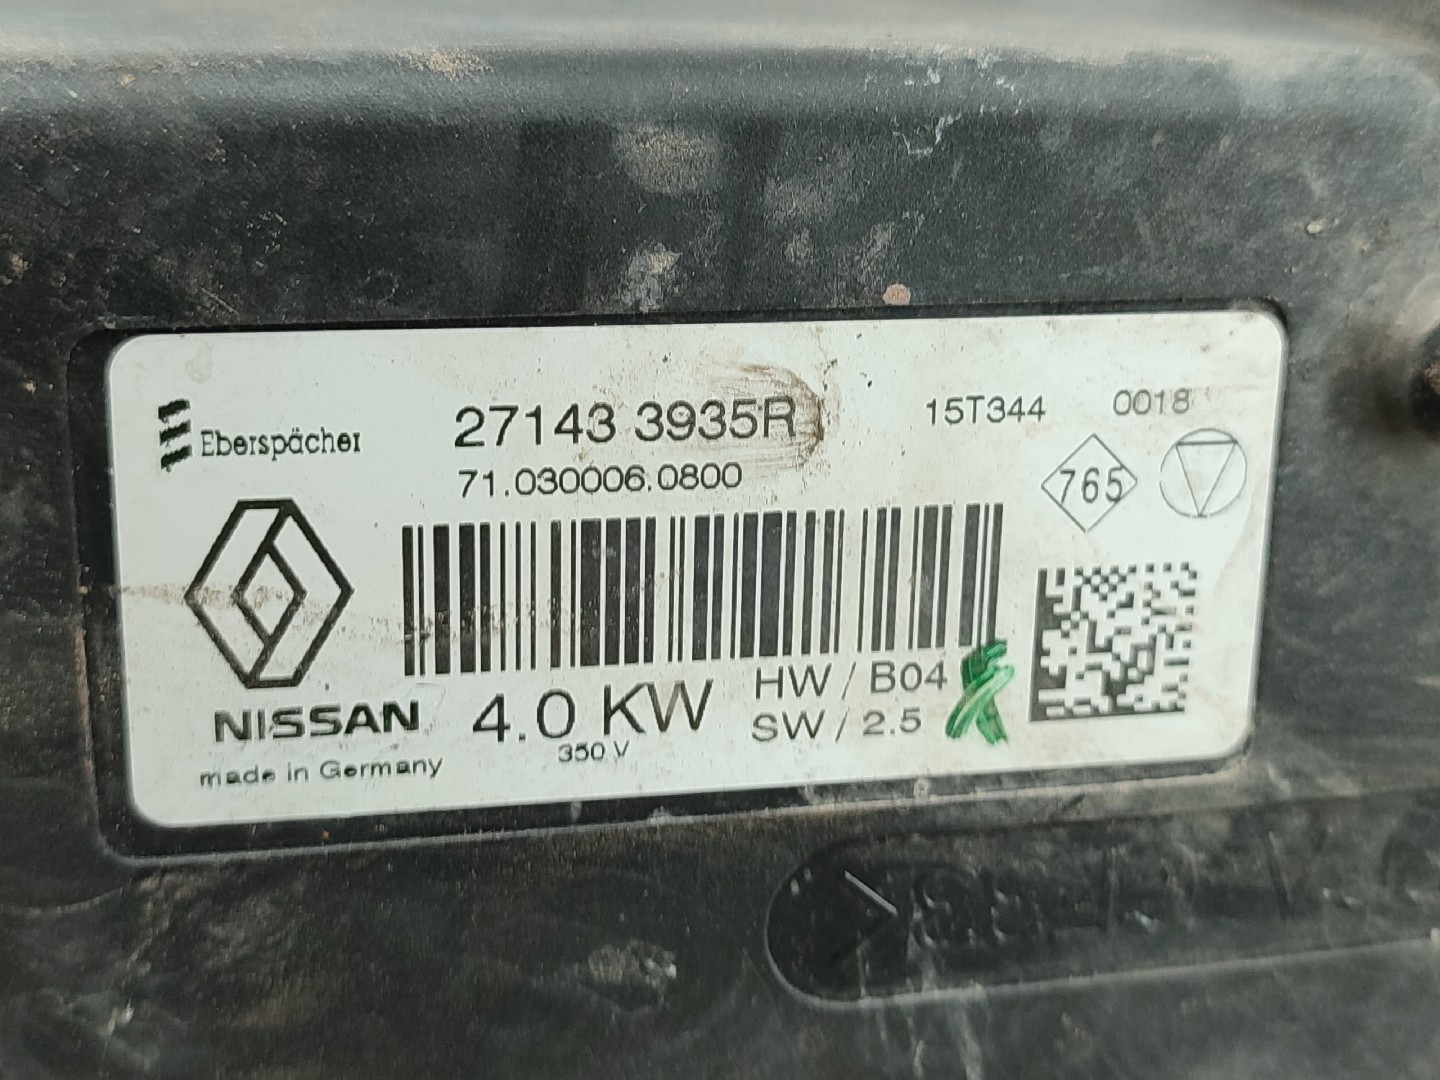 Eberspächer
27143 3935R
15T344 0018
71.030006.0800
765
NISSAN
4.0 KW
HW / B04
SW / 2.5
350 V
made in Germany